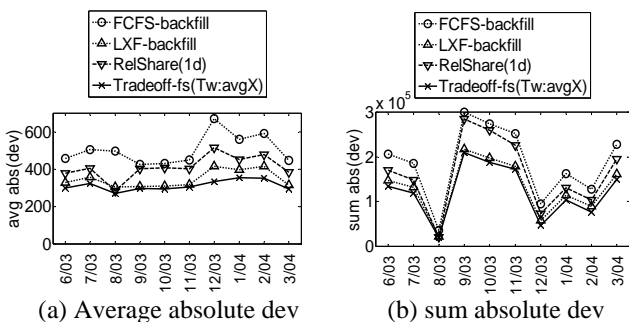 FCFS-backfill
LXF-backfill
RelShare(1d)
Tradeoff-fs(Tw:avgX)
avg abs(dev)
600
400
200
0
6/03
7/03
8/03
9/03
10/03
11/03
12/03
1/04
2/04
3/04
(a) Average absolute dev
FCFS-backfill
LXF-backfill
RelShare(1d)
Tradeoff-fs(Tw:avgX)
3 x 10^5
sum abs(dev)
2
1
0
6/03
7/03
8/03
9/03
10/03
11/03
12/03
1/04
2/04
3/04
(b) sum absolute dev